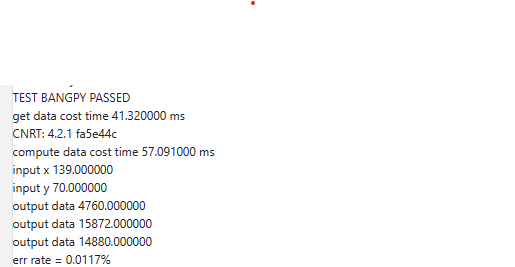 TEST BANGPY PASSED
get data cost time 41.320000 ms
CNRT: 4.2.1 fa5e44c
compute data cost time 57.091000 ms
input x 139.000000
input y 70.000000
output data 4760.000000
output data 15872.000000
output data 14880.000000
err rate = 0.0117%